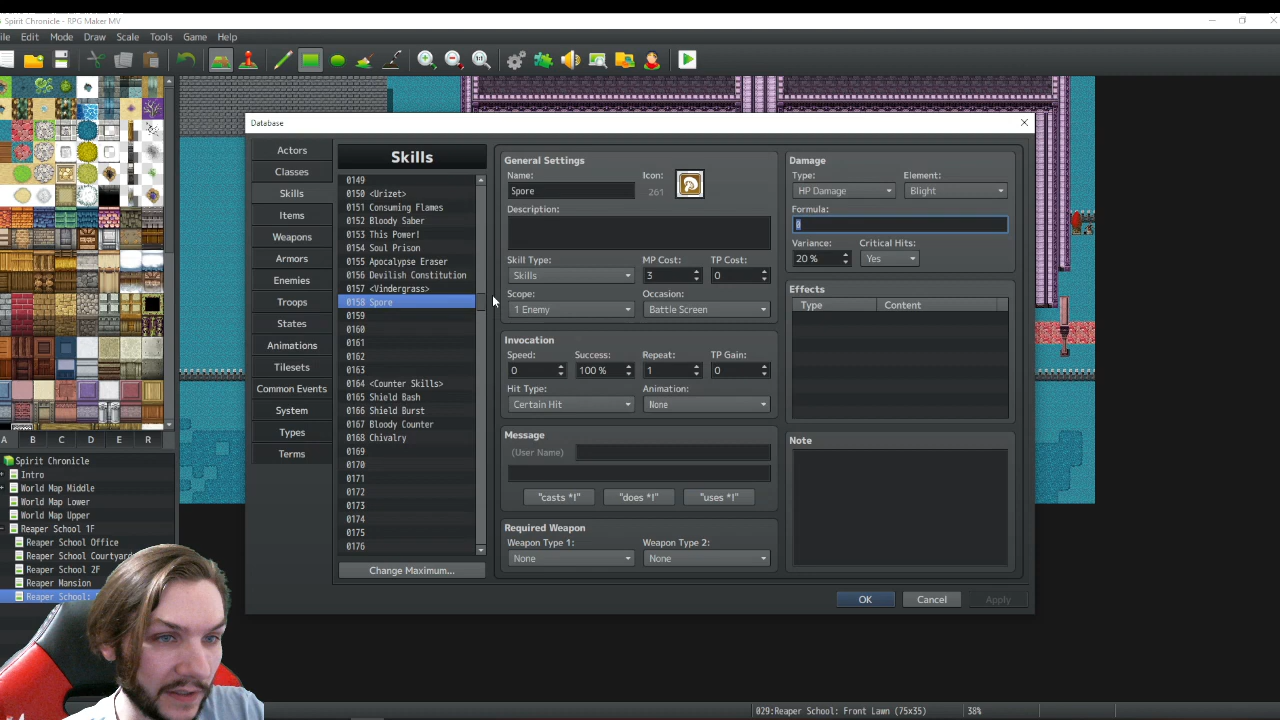 Spirit Chronicle - RPG Maker MV
ile Edit Mode Draw Scale Tools Game Help
1:1
Database
Actors
Classes
Skills
Items
Weapons
Armors
Enemies
Troops
States
Animations
Tilesets
Common Events
System
Types
Terms
Skills
0149
0150 <Urizet>
0151 Consuming Flames
0152 Bloody Saber
0153 This Power!
0154 Soul Prison
0155 Apocalypse Eraser
0156 Devilish Constitution
0157 <Vindergrass>
0158 Spore
0159
0160
0161
0162
0163
0164 <Counter Skills>
0165 Shield Bash
0166 Shield Burst
0167 Bloody Counter
0168 Chivalry
0169
0170
0171
0172
0173
0174
0175
0176
Change Maximum...
General Settings
Name: Icon:
Spore 261
Description:
Skill Type: MP Cost: TP Cost:
Skills 3 0
Scope: Occasion:
1 Enemy Battle Screen
Invocation
Speed: Success: Repeat: TP Gain:
0 100 % 1 0
Hit Type: Animation:
Certain Hit None
Message
(User Name)
"casts *!" "does *!" "uses *!"
Required Weapon
Weapon Type 1: Weapon Type 2:
None None
Damage
Type: Element:
HP Damage Blight
Formula:
0
Variance: Critical Hits:
20 % Yes
Effects
Type Content
Note
OK Cancel Apply
A B C D E R
Spirit Chronicle
Intro
World Map Middle
World Map Lower
World Map Upper
Reaper School 1F
Reaper School Office
Reaper School Courtyard
Reaper School 2F
Reaper Mansion
Reaper School:
029:Reaper School: Front Lawn (75x35) 38%